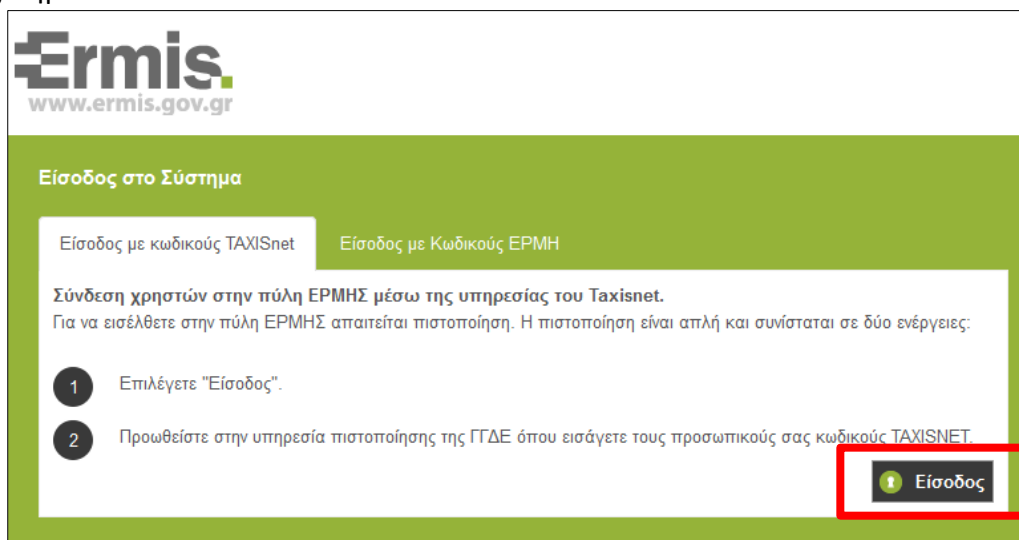 Ermis.
www.ermis.gov.gr
Είσοδος στο Σύστημα
Είσοδος με κωδικούς TAXISnet
Είσοδος με Κωδικούς ΕΡΜΗ
Σύνδεση χρηστών στην πύλη ΕΡΜΗΣ μέσω της υπηρεσίας του Taxisnet.
Για να εισέλθετε στην πύλη ΕΡΜΗΣ απαιτείται πιστοποίηση. Η πιστοποίηση είναι απλή και συνίσταται σε δύο ενέργειες:
1 Επιλέγετε "Είσοδος".
2 Προωθείστε στην υπηρεσία πιστοποίησης της ΓΓΔΕ όπου εισάγετε τους προσωπικούς σας κωδικούς TAXISNET.
Είσοδος